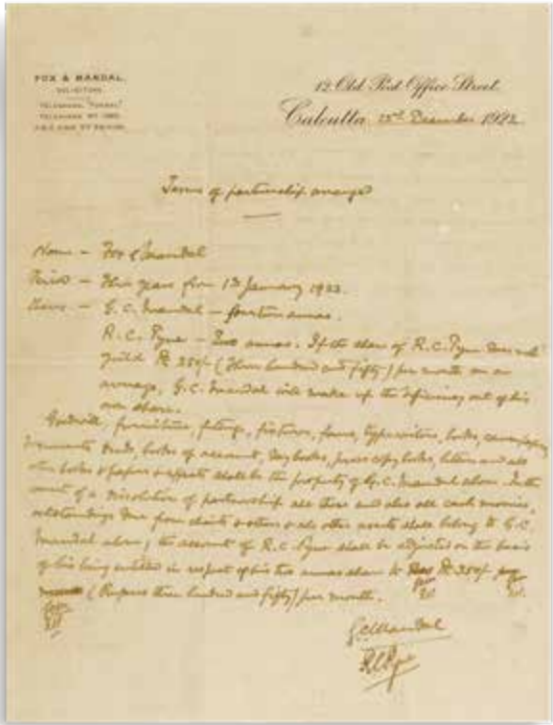 FOX & MANDAL.
SOLICITORS.
12, Old Post Office Street.
Calcutta 15th December 1922
Terms of partnership arranged
Name – Fox & Mandal
Period – Three years from 1st January 1923.
Shares – G. C. Mandal – fourteen annas.
R. C. Pyne – Two annas. If the share of R. C. Pyne does not
yield Rs 350/- (Three hundred and fifty) per month on an
average, G. C. Mandal will make up the deficiency out of his
own share.
Goodwill, furniture, fittings, fixtures, fans, typewriters, books,
documents deeds, books of account, Day books, press copy books, letters and all
other books & papers & effects shall be the property of G. C. Mandal alone. In the
event of a dissolution of partnership all these and also all cash monies,
outstandings due from clients & others & all other assets shall belong to G. C.
Mandal alone, the account of R. C. Pyne shall be adjusted on the basis
of his being entitled in respect of his two annas share to Rs 350/-
(Rupees three hundred and fifty) per month.
G C Mandal
R C Pyne